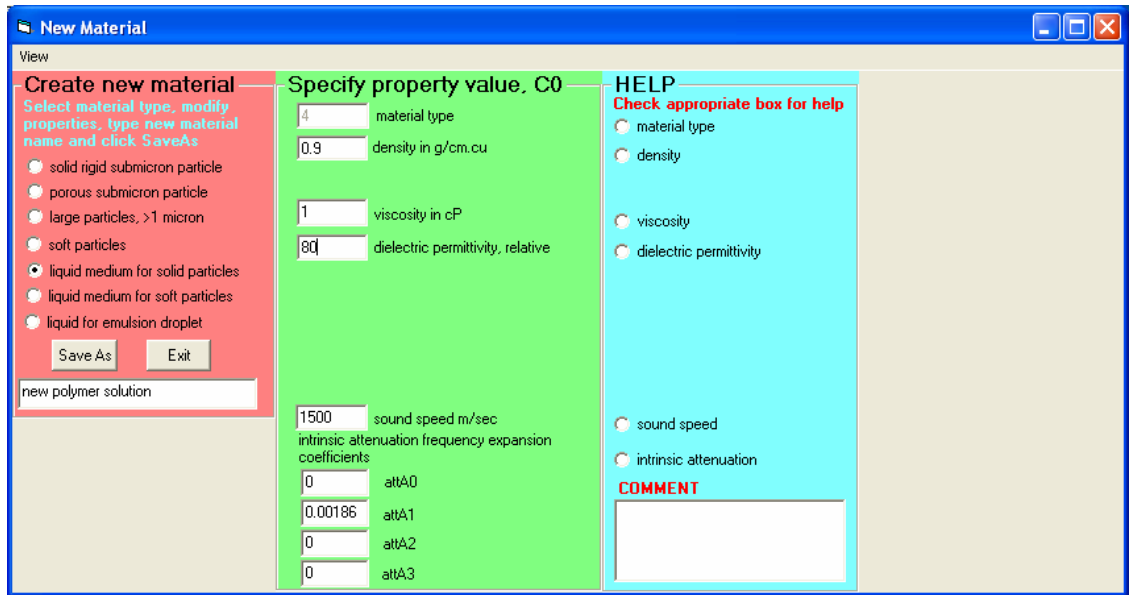 New Material
View
Create new material
Select material type, modify
properties, type new material
name and click SaveAs
solid rigid submicron particle
porous submicron particle
large particles, >1 micron
soft particles
liquid medium for solid particles
liquid medium for soft particles
liquid for emulsion droplet
Save As Exit
new polymer solution
Specify property value, C0
4 material type
0.9 density in g/cm.cu
1 viscosity in cP
80 dielectric permittivity, relative
1500 sound speed m/sec
intrinsic attenuation frequency expansion
coefficients
0 attA0
0.00186 attA1
0 attA2
0 attA3
HELP
Check appropriate box for help
material type
density
viscosity
dielectric permittivity
sound speed
intrinsic attenuation
COMMENT